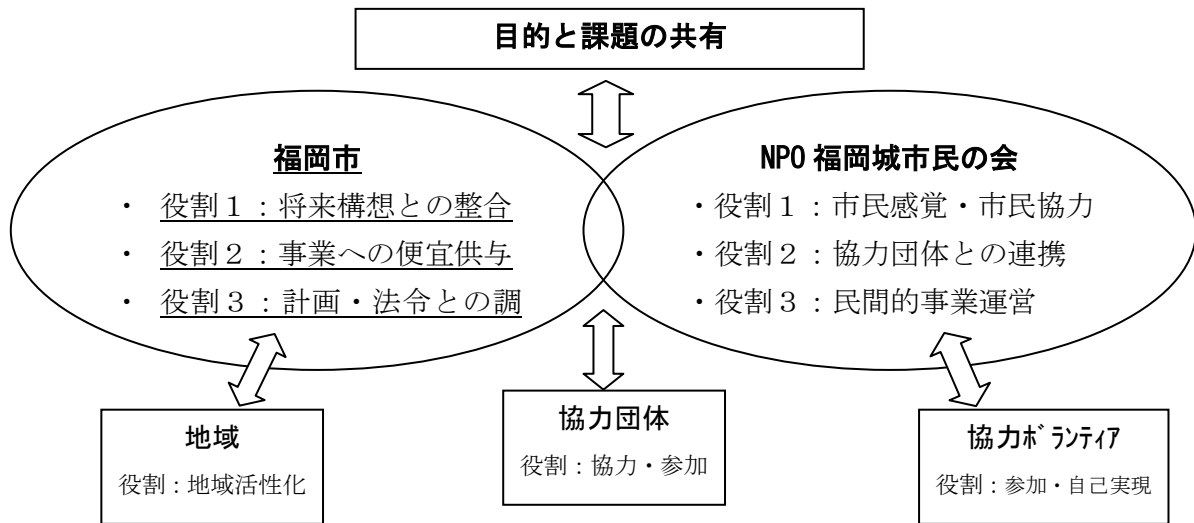 目的と課題の共有
福岡市
・ 役割１：将来構想との整合
・ 役割２：事業への便宜供与
・ 役割３：計画・法令との調
NPO 福岡城市民の会
・役割１：市民感覚・市民協力
・役割２：協力団体との連携
・役割３：民間的事業運営
地域
役割：地域活性化
協力団体
役割：協力・参加
協力ﾎﾞﾗﾝﾃｨｱ
役割：参加・自己実現